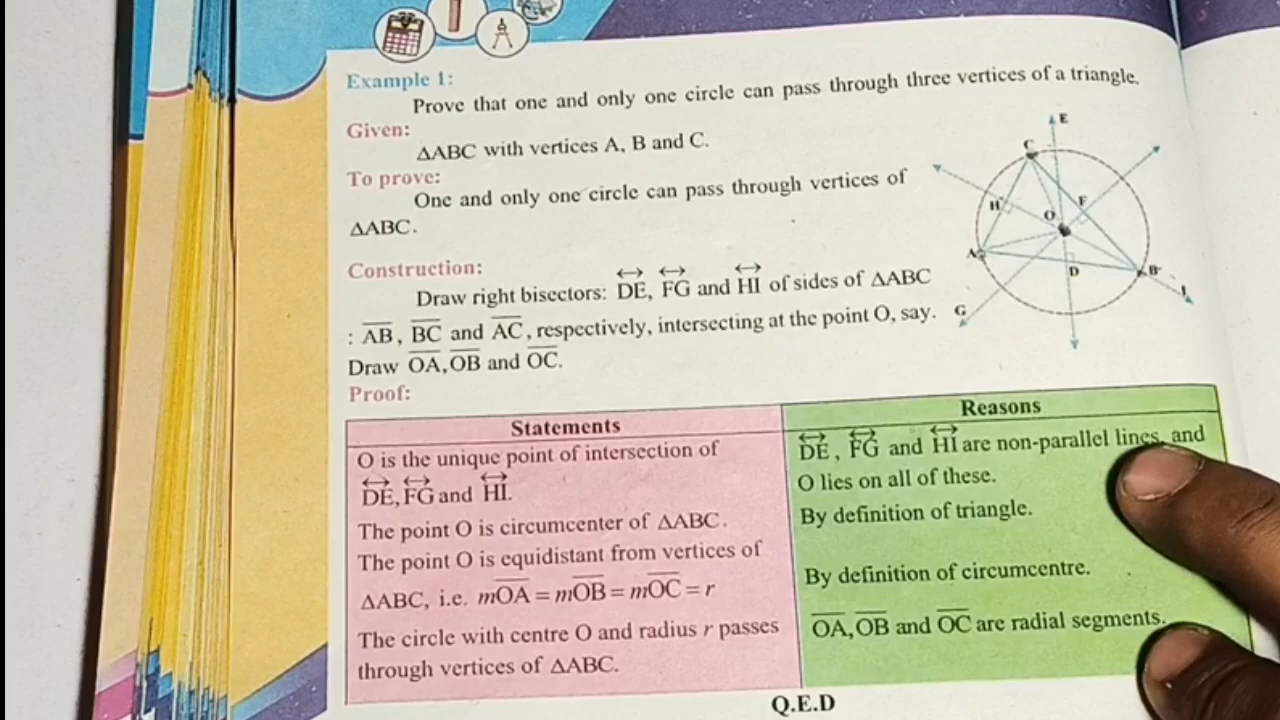 Example 1:
Prove that one and only one circle can pass through three vertices of a triangle.
Given:
ΔABC with vertices A, B and C.
To prove:
One and only one circle can pass through vertices of
ΔABC.
Construction:
Draw right bisectors: DE, FG and HI of sides of ΔABC
: AB, BC and AC, respectively, intersecting at the point O, say.
Draw OA, OB and OC.
E
C
H
O
F
A
D
B
I
G
Proof:
Statements
O is the unique point of intersection of
DE, FG and HI.
The point O is circumcenter of ΔABC.
The point O is equidistant from vertices of
ΔABC, i.e. mOA = mOB = mOC = r
The circle with centre O and radius r passes
through vertices of ΔABC.
Reasons
DE, FG and HI are non-parallel lines, and
O lies on all of these.
By definition of triangle.
By definition of circumcentre.
OA, OB and OC are radial segments.
Q.E.D